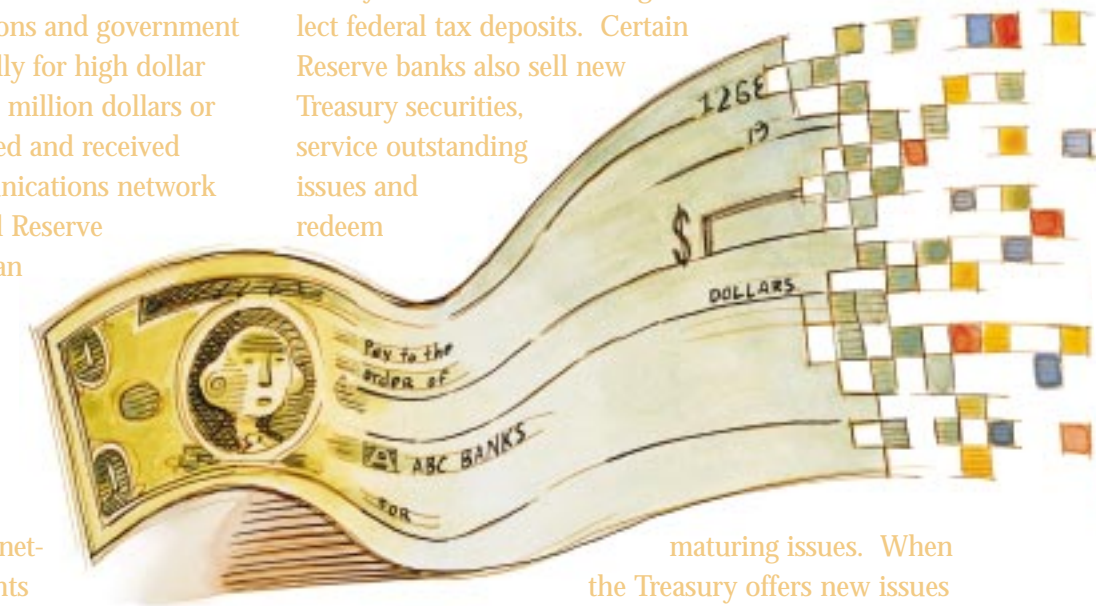 ons and government
lly for high dollar
million dollars or
ed and received
nications network
l Reserve
an
net-
nts
lect federal tax deposits. Certain
Reserve banks also sell new
Treasury securities,
service outstanding
issues and
redeem
maturing issues. When
the Treasury offers new issues
19
$
DOLLARS
Pay to the
order of
ABC BANKS
FOR